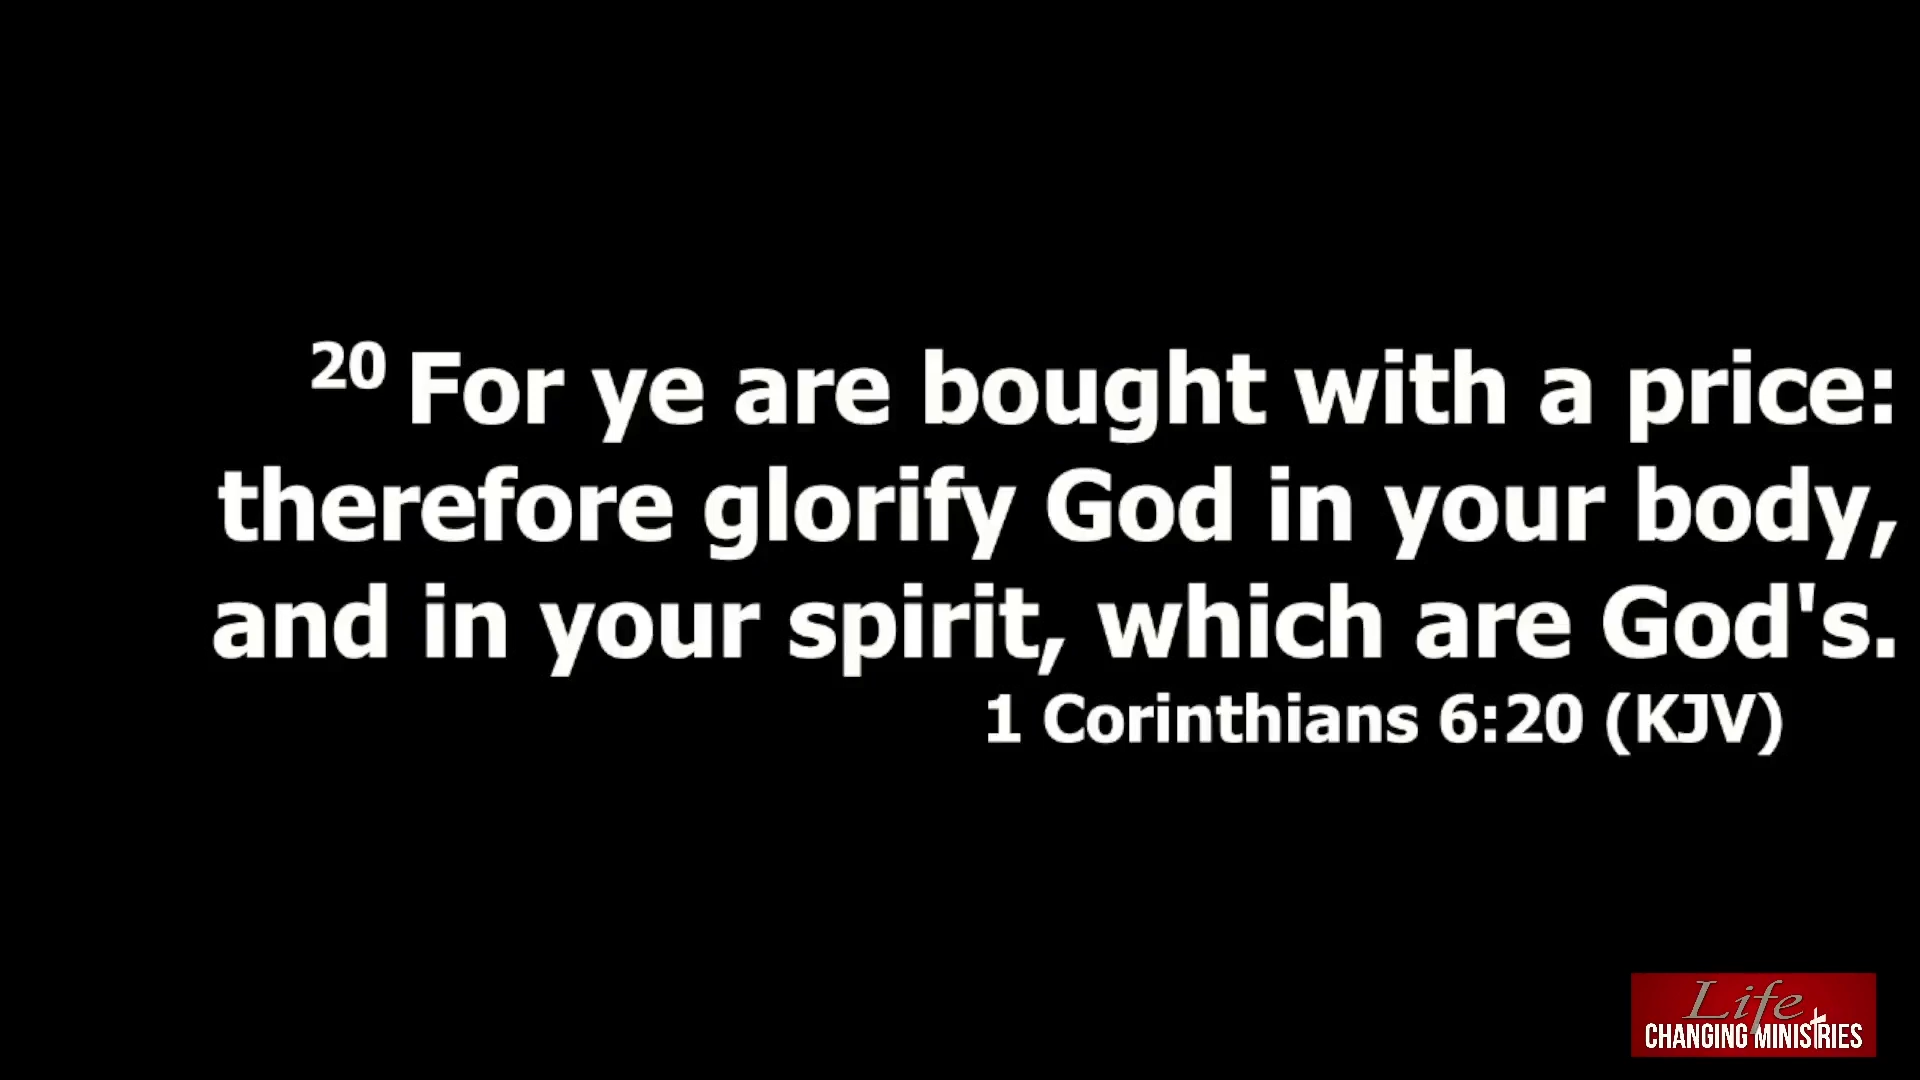 20 For ye are bought with a price:
therefore glorify God in your body,
and in your spirit, which are God's.
1 Corinthians 6:20 (KJV)
Life
CHANGING MINISTRIES